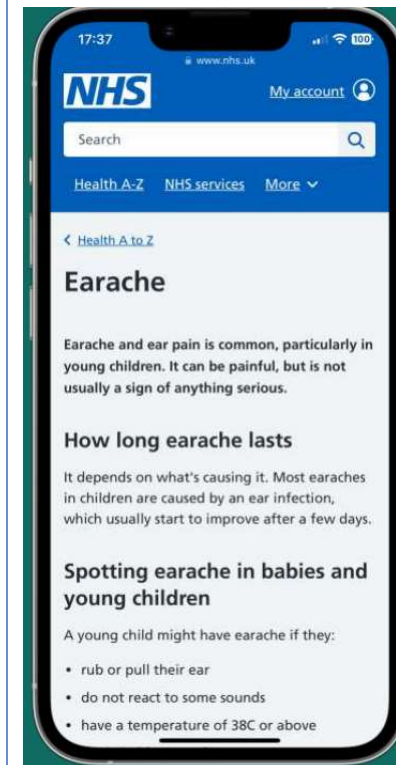 17:37
100
www.nhs.uk
NHS
My account
Search
Health A-Z NHS services More
Health A to Z
Earache
Earache and ear pain is common, particularly in
young children. It can be painful, but is not
usually a sign of anything serious.
How long earache lasts
It depends on what's causing it. Most earaches
in children are caused by an ear infection,
which usually start to improve after a few days.
Spotting earache in babies and
young children
A young child might have earache if they:
• rub or pull their ear
• do not react to some sounds
• have a temperature of 38C or above